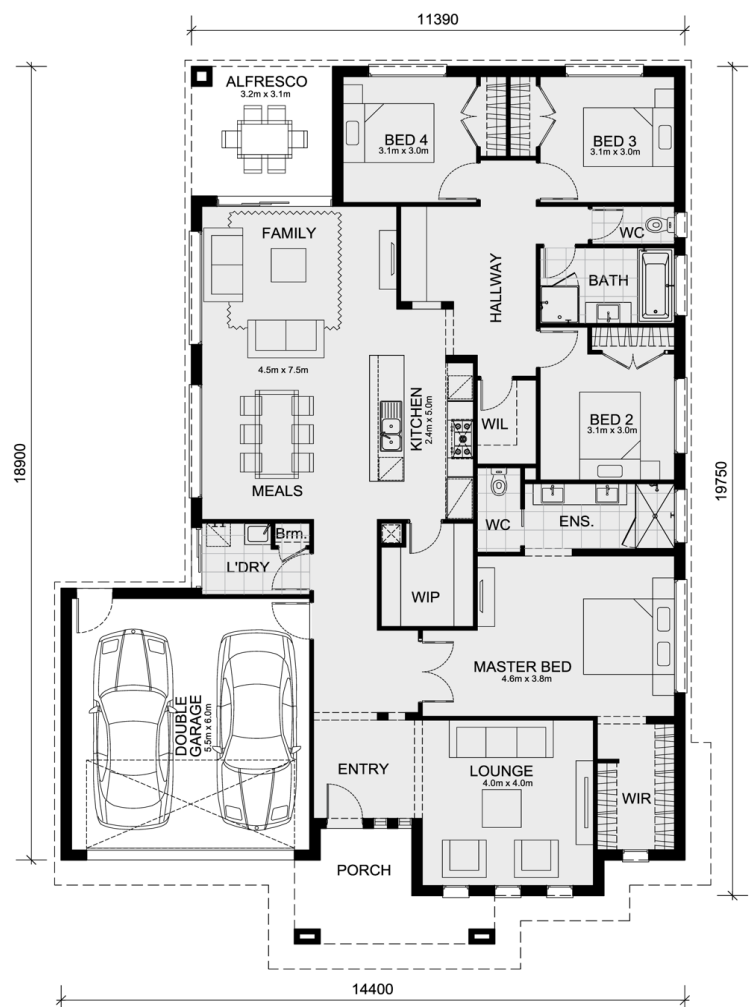 11390
ALFRESCO
3.2m x 3.1m
BED 4
3.1m x 3.0m
BED 3
3.1m x 3.0m
FAMILY
WC
HALLWAY
BATH
4.5m x 7.5m
KITCHEN
2.4m x 5.0m
WIL
BED 2
3.1m x 3.0m
18900
19750
MEALS
WC
ENS.
Brm.
L'DRY
WIP
MASTER BED
4.6m x 3.8m
DOUBLE
GARAGE
5.5m x 6.0m
ENTRY
LOUNGE
4.0m x 4.0m
WIR
PORCH
14400